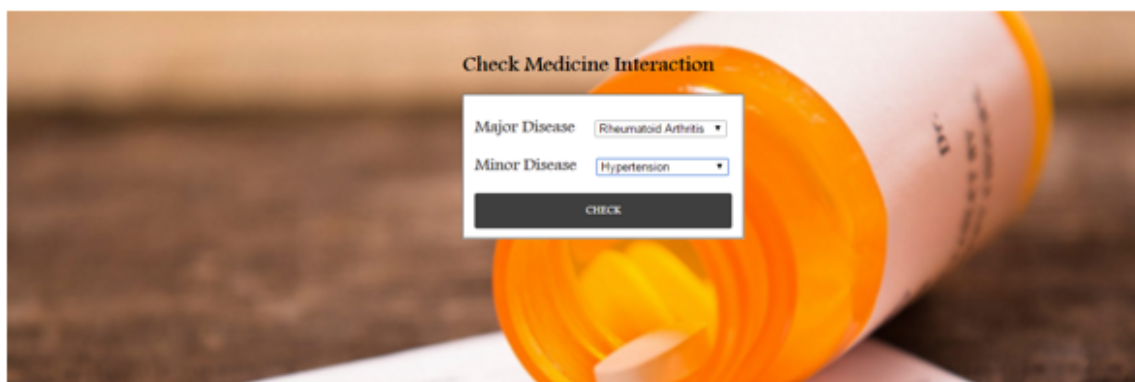 Check Medicine Interaction
Major Disease Rheumatoid Arthritis
Minor Disease Hypertension
CHECK